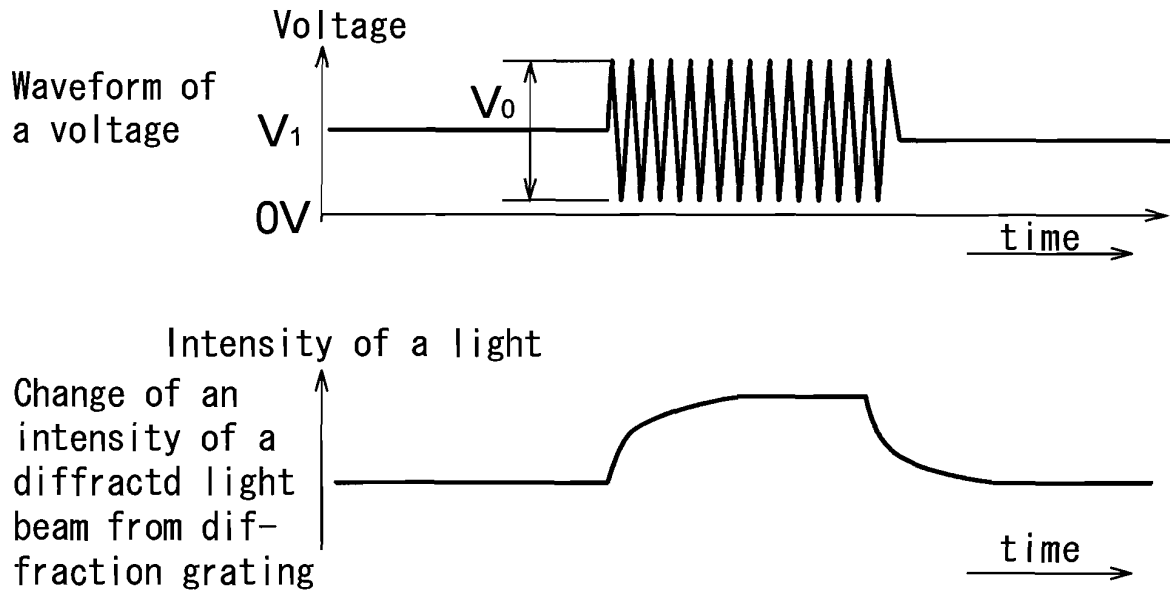 Voltage
Waveform of
a voltage
V0
V1
0V
time
Intensity of a light
Change of an
intensity of a
diffractd light
beam from dif-
fraction grating
time